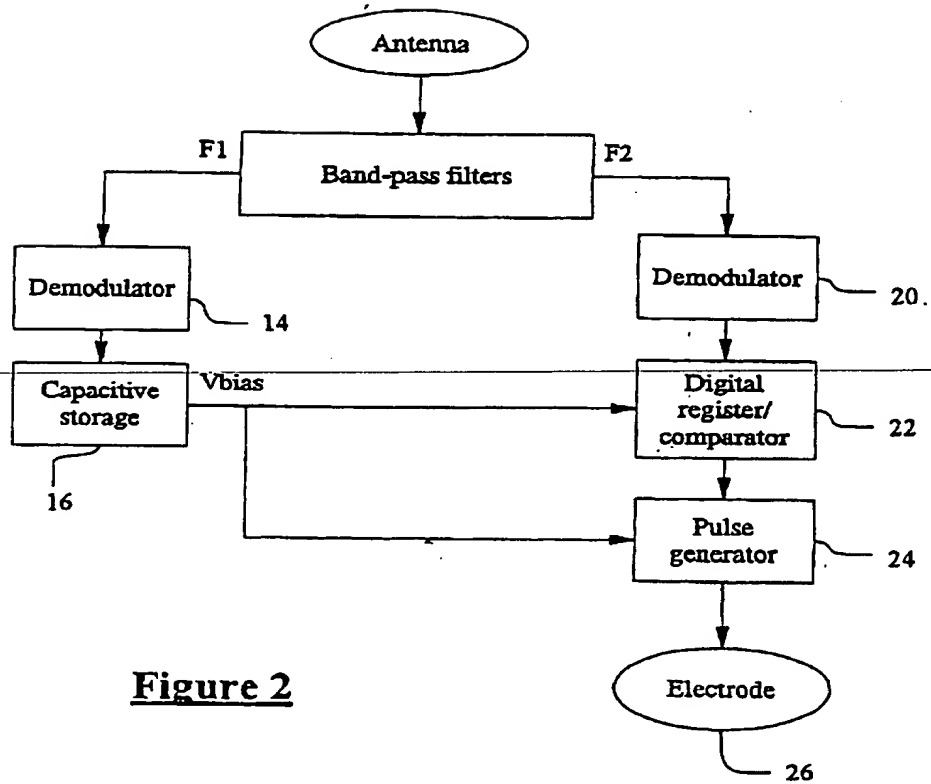 Antenna
F1
F2
Band-pass filters
Demodulator
14
Demodulator
20.
Capacitive
storage
16
Vbias
Digital
register/
comparator
22
Pulse
generator
24
Electrode
26
Figure 2